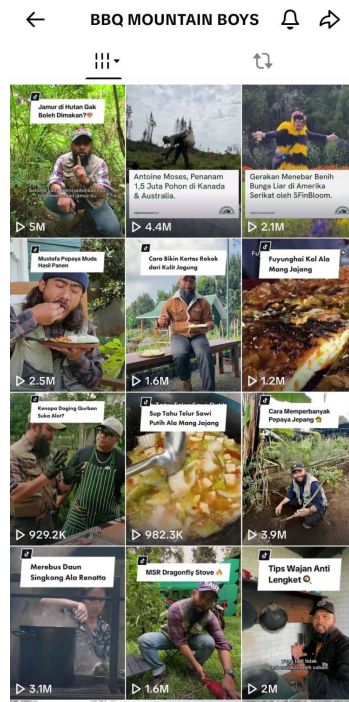 BBQ MOUNTAIN BOYS
Jamur di Hutan Gak
Boleh Dimakan?
5M
Antoine Moses, Penanam
1,5 Juta Pohon di Kanada
& Australia.
4.4M
Gerakan Menebar Benih
Bunga Liar di Amerika
Serikat oleh SFinBloom.
2.1M
Mustofa Pepaya Muda
Hasil Panen
2.5M
Cara Bikin Kertas Rokok
dari Kulit Jagung
1.6M
Fuyunghai Kol Ala
Mang Jajang
1.2M
Kenapa Daging Qurban
Suka Alot?
929.2K
Sup Tahu Telur Sawi
Putih Ala Mang Jajang
982.3K
Cara Memperbanyak
Pepaya Jepang
3.9M
Merebus Daun
Singkong Ala Renatta
3.1M
MSR Dragonfly Stove
1.6M
Tips Wajan Anti
Lengket
yang tadi tidak
2M